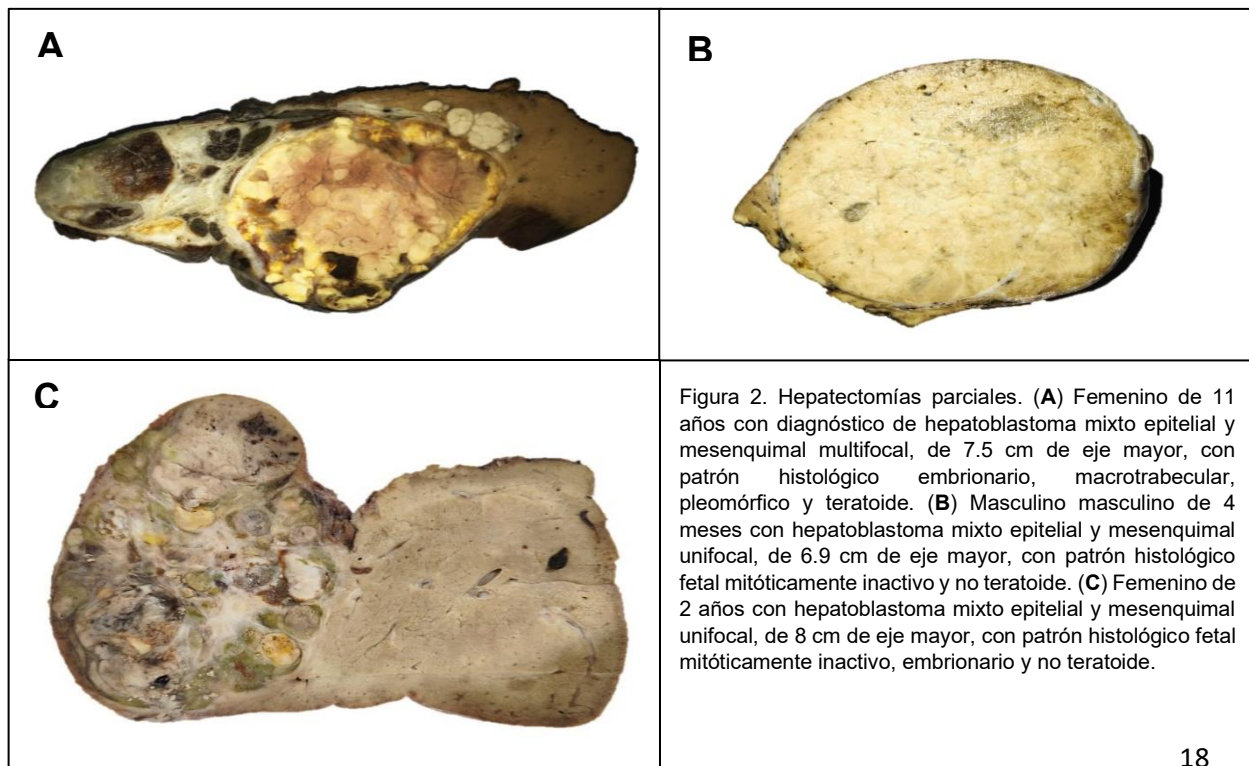 A
B
C
Figura 2. Hepatectomías parciales. (A) Femenino de 11
años con diagnóstico de hepatoblastoma mixto epitelial y
mesenquimal multifocal, de 7.5 cm de eje mayor, con
patrón histológico embrionario, macrotrabecular,
pleomórfico y teratoide. (B) Masculino masculino de 4
meses con hepatoblastoma mixto epitelial y mesenquimal
unifocal, de 6.9 cm de eje mayor, con patrón histológico
fetal mitóticamente inactivo y no teratoide. (C) Femenino de
2 años con hepatoblastoma mixto epitelial y mesenquimal
unifocal, de 8 cm de eje mayor, con patrón histológico fetal
mitóticamente inactivo, embrionario y no teratoide.
18